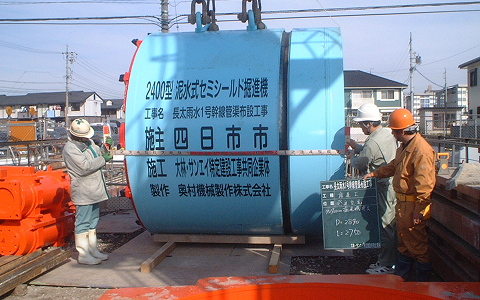 2400型 泥水式セミシールド掘進機
工事名 長太雨水1号幹線管渠布設工事
施主 四日市市
施工 大林・サンエイ特定建設工事共同企業体
製作 奥村機械製作株式会社
D=2870
L=2750